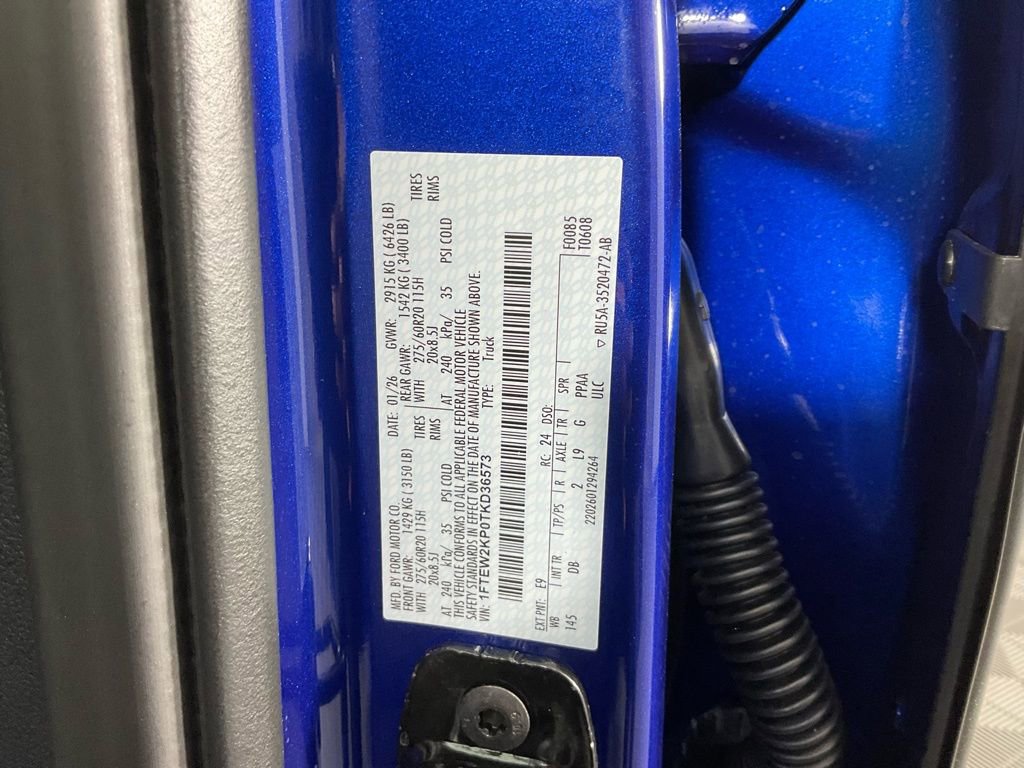 MFD. BY FORD MOTOR CO. DATE: 01/26 GVWR: 2915 KG ( 6426 LB)
FRONT GAWR: 1429 KG ( 3150 LB) REAR GAWR: 1542 KG ( 3400 LB)
WITH 275/60R20 115H TIRES WITH 275/60R20 115H TIRES
20x8.5J RIMS 20x8.5J RIMS
AT 240 kPa/ 35 PSI COLD AT 240 kPa/ 35 PSI COLD
THIS VEHICLE CONFORMS TO ALL APPLICABLE FEDERAL MOTOR VEHICLE
SAFETY STANDARDS IN EFFECT ON THE DATE OF MANUFACTURE SHOWN ABOVE.
VIN: 1FTEW2KP0TKD36573 TYPE: Truck
EXT PNT: E9 RC: 24 DSO: F0085
WB INT TR TP/PS R AXLE TR SPR T0608
145 DB 2 L9 G PPAA
2202601294264 ULC ▽ RU5A-3520472-AB